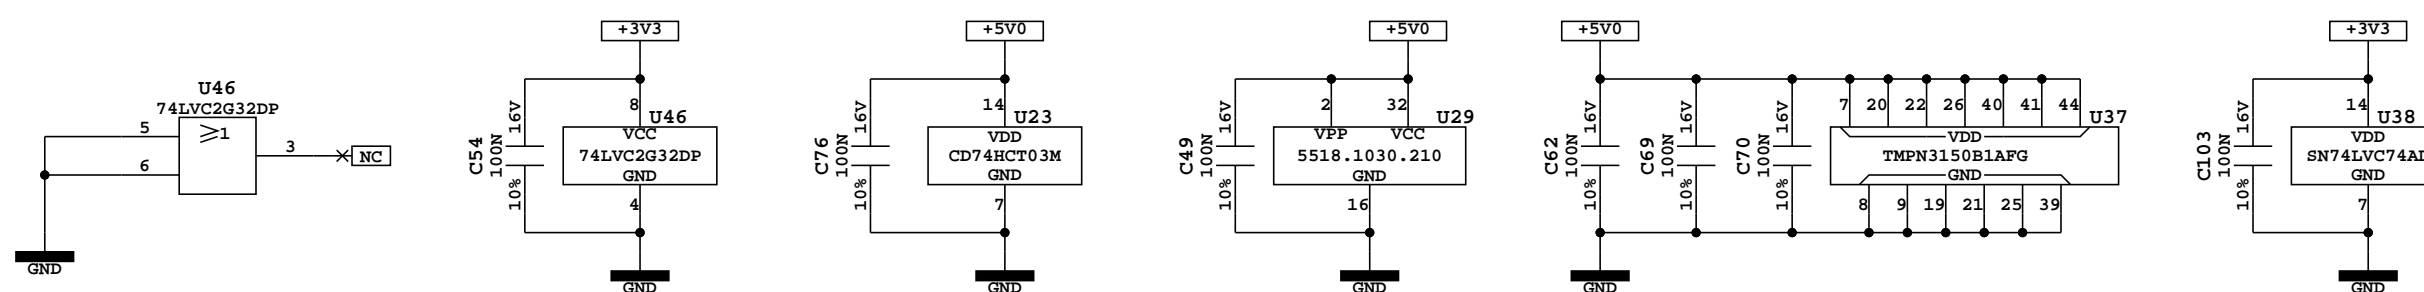 U46
74LVC2G32DP
5
6
≥1
3
NC
GND
+3V3
C54
100N
16V
10%
8
U46
VCC
74LVC2G32DP
GND
4
GND
+5V0
C76
100N
16V
10%
14
U23
VDD
CD74HCT03M
GND
7
GND
+5V0
C49
100N
16V
10%
2
32
U29
VPP VCC
5518.1030.210
GND
16
GND
+5V0
C62
100N
16V
10%
C69
100N
16V
10%
C70
100N
16V
10%
7 20 22 26 40 41 44
U37
VDD
TMPN3150B1AFG
GND
8 9 19 21 25 39
GND
+3V3
C103
100N
16V
10%
14
U38
VDD
SN74LVC74AD
GND
7
GND